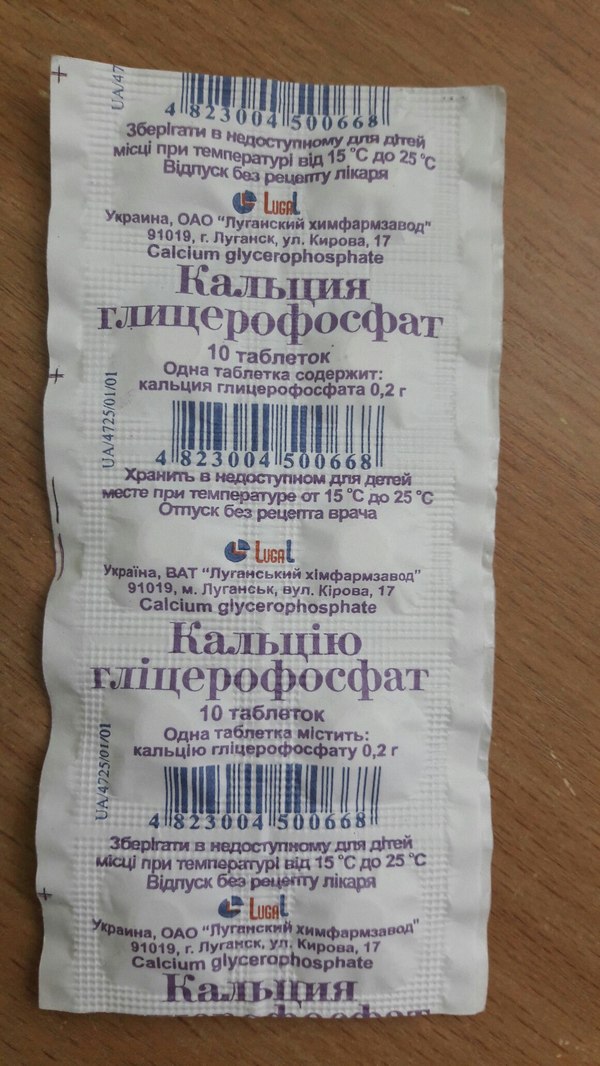 UA/47
4 823004 500668
Зберігати в недоступному для дітей
місці при температурі від 15 °С до 25 °С
Відпуск без рецепту лікаря
LUGAL
Украина, ОАО "Луганский химфармзавод"
91019, г. Луганск, ул. Кирова, 17
Calcium glycerophosphate
Кальция
глицерофосфат
10 таблеток
Одна таблетка содержит:
кальция глицерофосфата 0,2 г
UA/4725/01/01
4 823004 500668
Хранить в недоступном для детей
месте при температуре от 15 °С до 25 °С
Отпуск без рецепта врача
LUGAL
Україна, ВАТ "Луганський хімфармзавод"
91019, м. Луганськ, вул. Кірова, 17
Calcium glycerophosphate
Кальцію
гліцерофосфат
10 таблеток
Одна таблетка містить:
кальцію гліцерофосфату 0,2 г
UA/4725/01/01
4 823004 500668
Зберігати в недоступному для дітей
місці при температурі від 15 °С до 25 °С
Відпуск без рецепту лікаря
LUGAL
Украина, ОАО "Луганский химфармзавод"
91019, г. Луганск, ул. Кирова, 17
Calcium glycerophosphate
Кальция